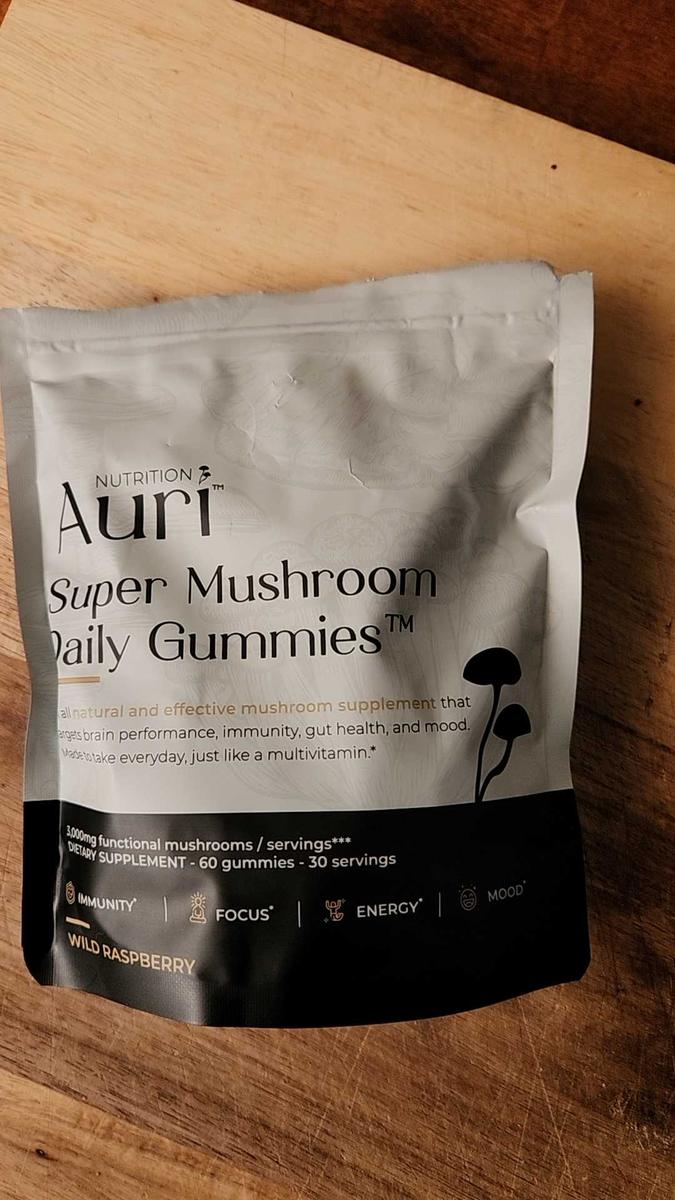 NUTRITION
Auri™
Super Mushroom
Daily Gummies™
all natural and effective mushroom supplement that
targets brain performance, immunity, gut health, and mood.
Made to take everyday, just like a multivitamin.*
3,000mg functional mushrooms / servings***
DIETARY SUPPLEMENT - 60 gummies - 30 servings
IMMUNITY* | FOCUS* | ENERGY* | MOOD*
WILD RASPBERRY